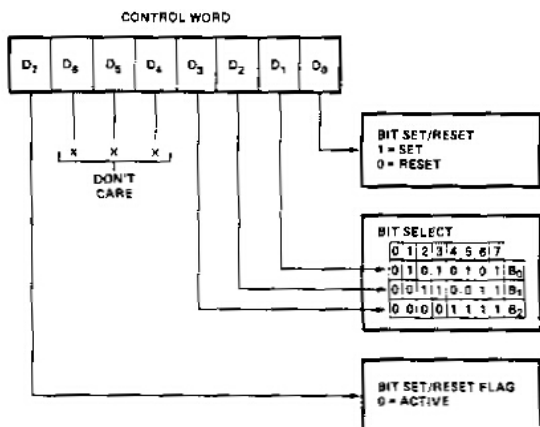 CONTROL WORD
D7 D6 D5 D4 D3 D2 D1 D0
X X X
DON'T
CARE
BIT SET/RESET
1 = SET
0 = RESET
BIT SELECT
0 1 2 3 4 5 6 7
0 1 0 1 0 1 0 1 B0
0 0 1 1 0 0 1 1 B1
0 0 0 0 1 1 1 1 B2
BIT SET/RESET FLAG
0 = ACTIVE